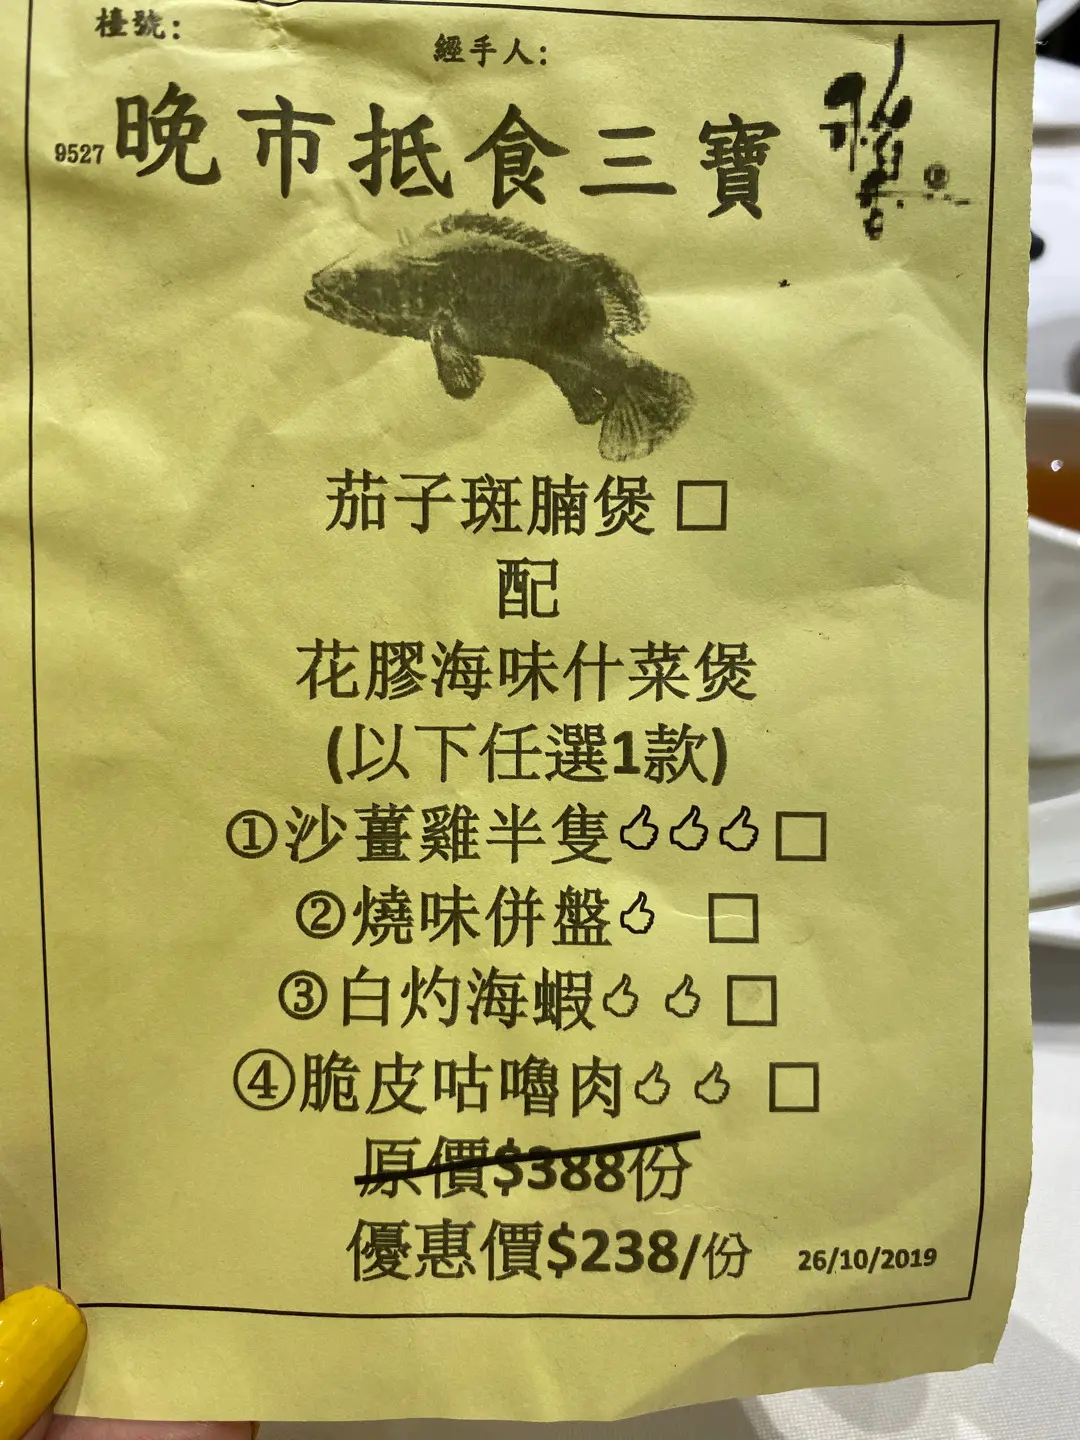 檯號:
經手人:
9527 晚市抵食三寶
茄子斑腩煲 □
配
花膠海味什菜煲
(以下任選1款)
①沙薑雞半隻👍👍👍□
②燒味併盤👍 □
③白灼海蝦👍 👍 □
④脆皮咕嚕肉👍 👍 □
原價$388份
優惠價$238/份
26/10/2019